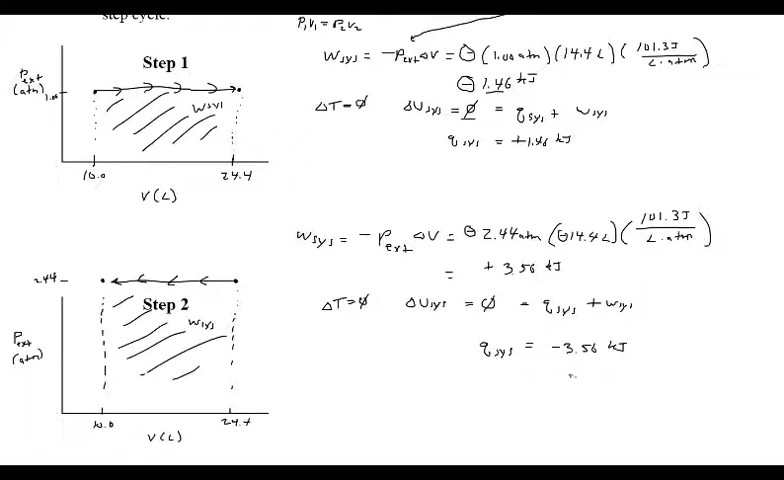 step cycle.
P₁V₁ = P₂V₂
Step 1
Pext (atm)
1.00
Wsys
10.0 24.4
V(L)
Wsys = -Pext ΔV = ⊖ (1.00 atm)(14.4 L)(101.3 J / L·atm)
⊖ 1.46 kJ
ΔT = ∅ ΔUsys = ∅ = qsys + wsys
qsys = +1.46 kJ
2.44
Step 2
Pext (atm)
Wsys
10.0 24.4
V(L)
Wsys = -Pext ΔV = ⊖ 2.44 atm (⊖14.4 L)(101.3 J / L·atm)
= +3.56 kJ
ΔT = ∅ ΔUsys = ∅ = qsys + wsys
qsys = -3.56 kJ